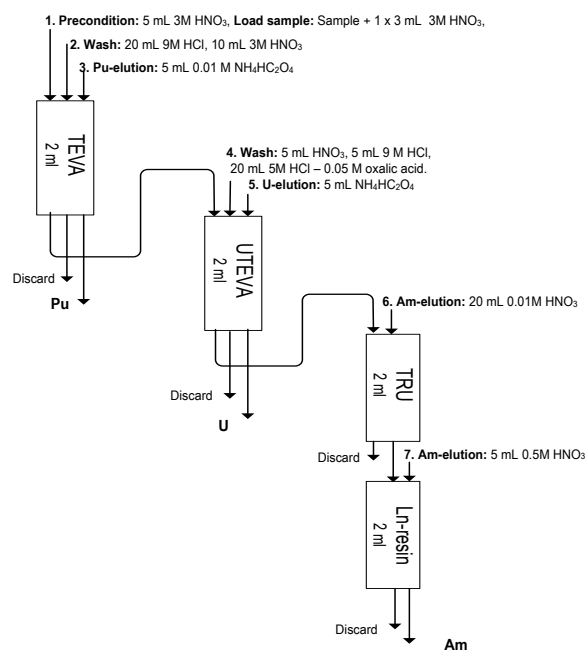 1. Precondition: 5 mL 3M HNO₃, Load sample: Sample + 1 x 3 mL 3M HNO₃,
2. Wash: 20 mL 9M HCl, 10 mL 3M HNO₃
3. Pu-elution: 5 mL 0.01 M NH₄HC₂O₄
TEVA
2 ml
4. Wash: 5 mL HNO₃, 5 mL 9 M HCl,
20 mL 5M HCl – 0.05 M oxalic acid.
5. U-elution: 5 mL NH₄HC₂O₄
UTEVA
2 ml
Discard
Pu
6. Am-elution: 20 mL 0.01M HNO₃
TRU
2 ml
Discard
U
Discard
7. Am-elution: 5 mL 0.5M HNO₃
Ln-resin
2 ml
Discard
Am